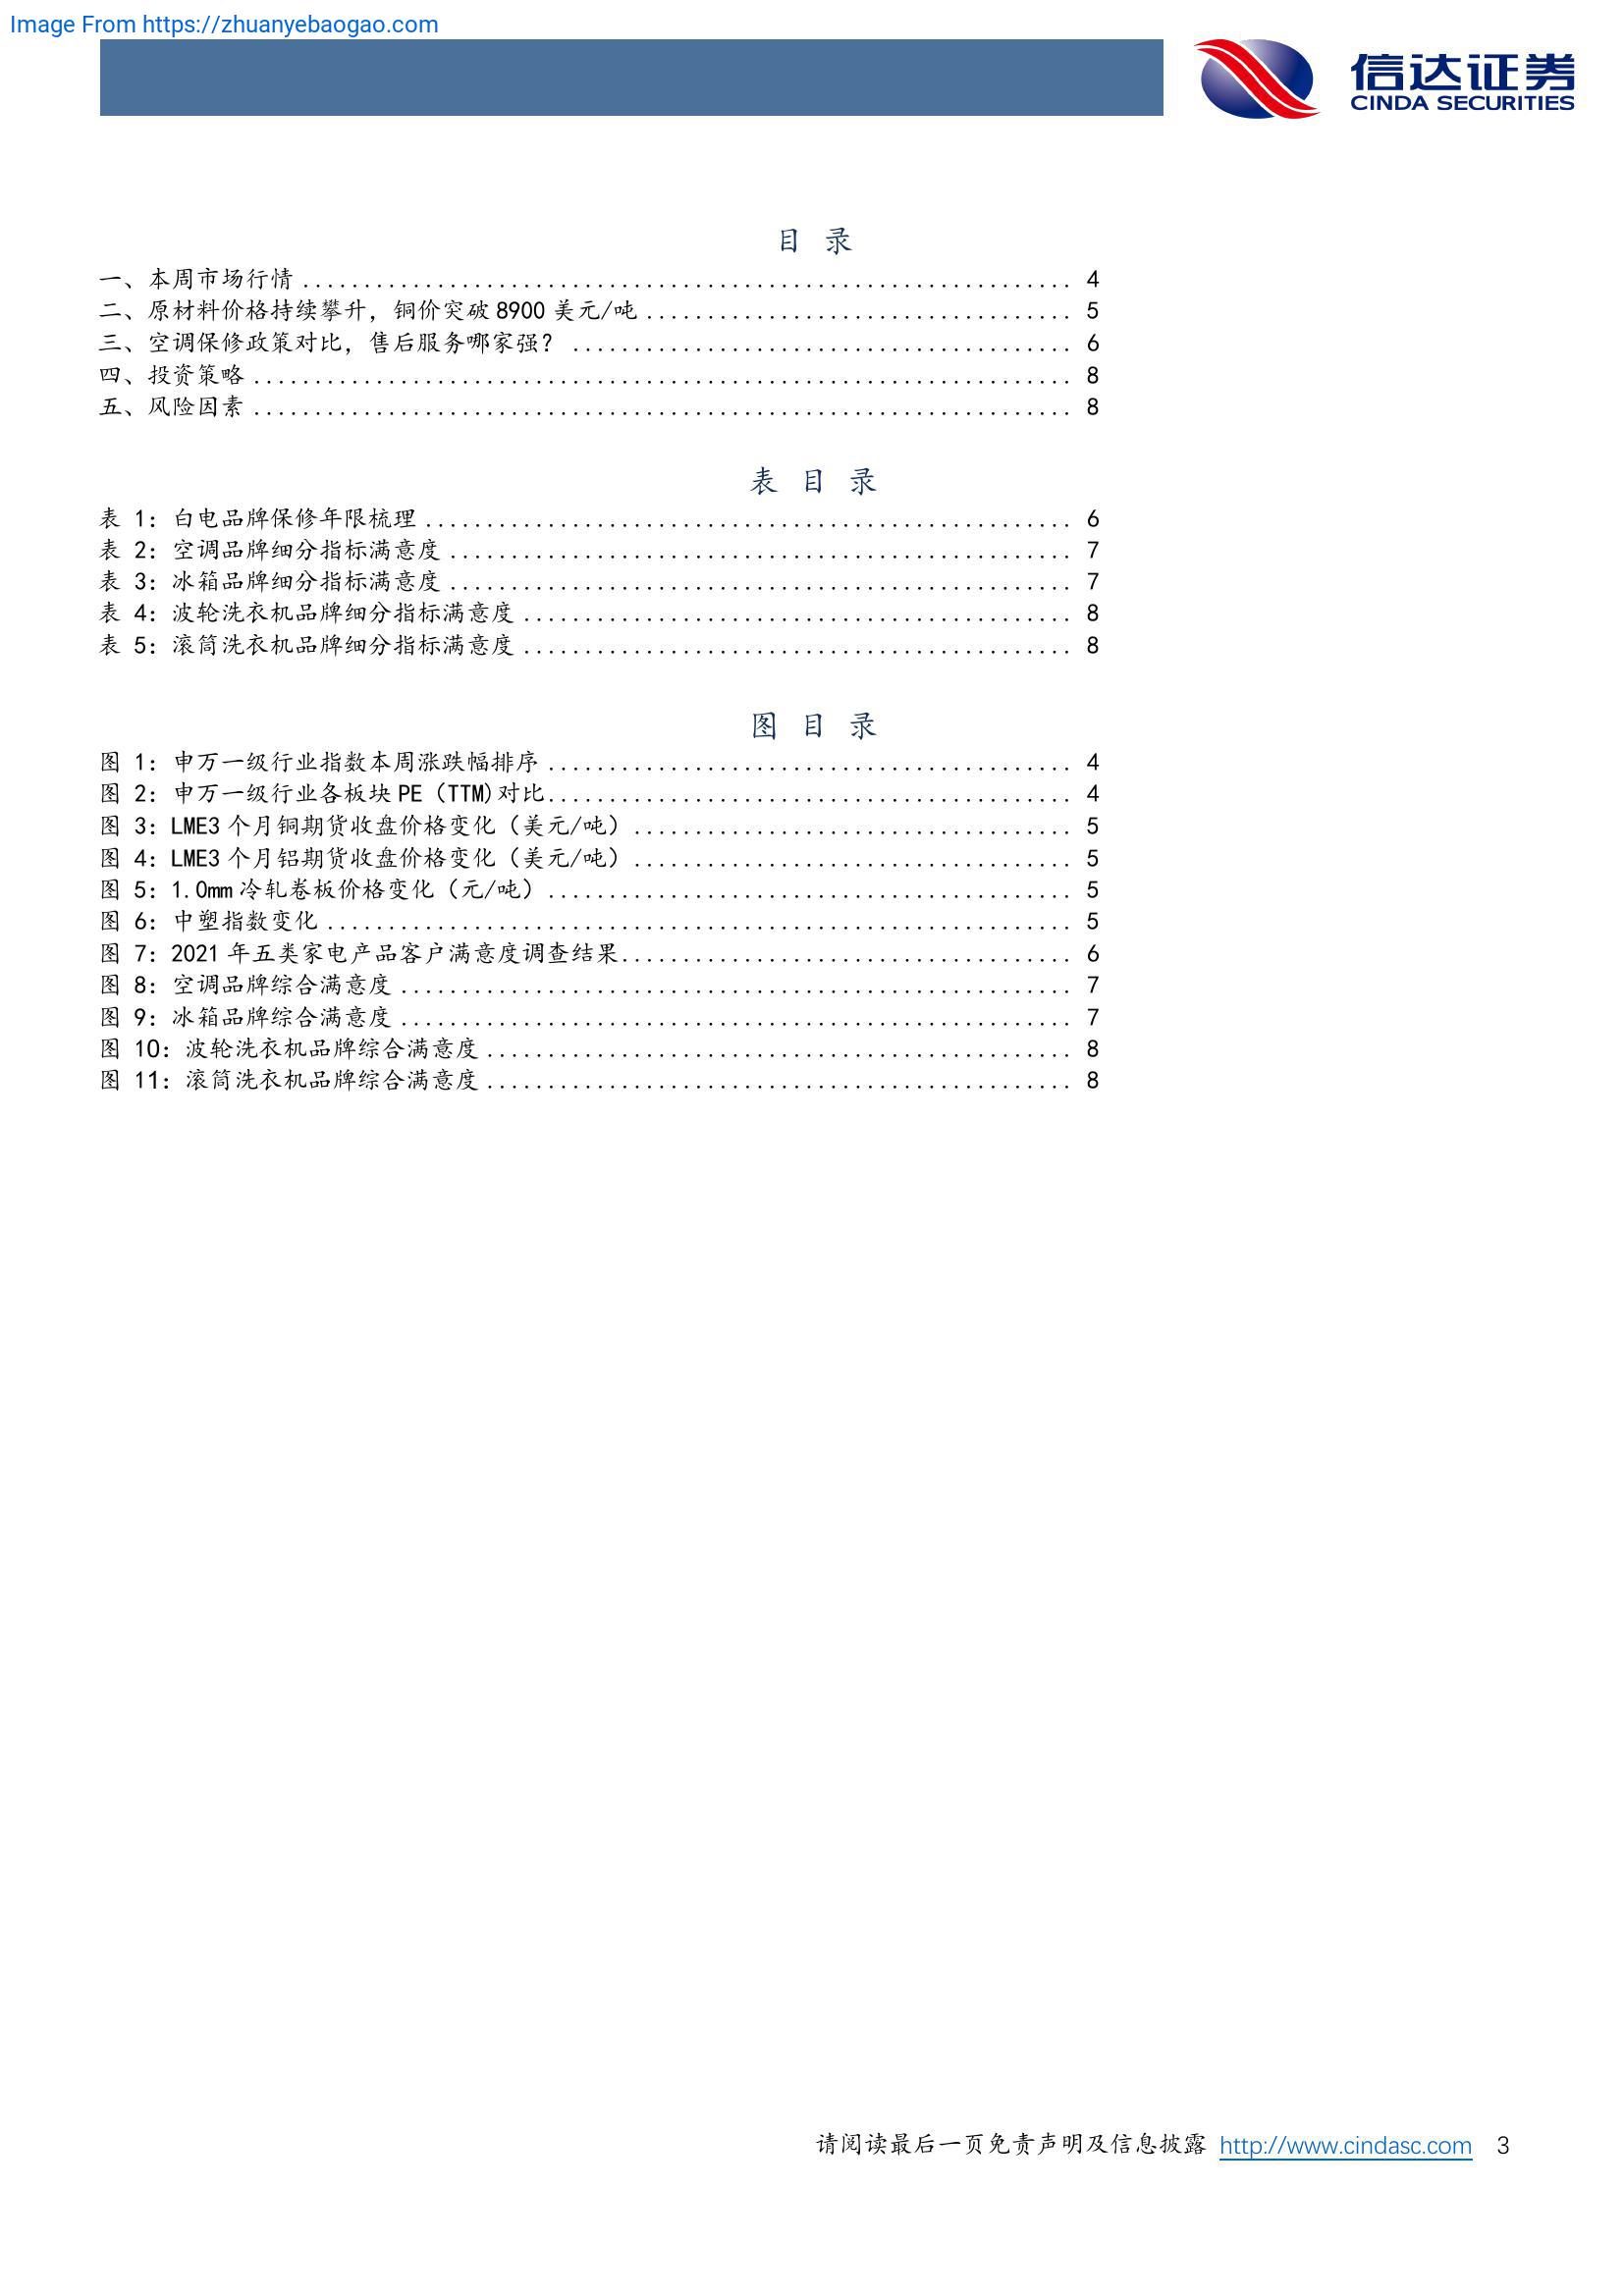 Image From https://zhuanyebaogao.com
信达证券
CINDA SECURITIES
目 录
一、本周市场行情 ................................................................ 4
二、原材料价格持续攀升，铜价突破 8900 美元/吨 ................................... 5
三、空调保修政策对比，售后服务哪家强？ ......................................... 6
四、投资策略 .................................................................... 8
五、风险因素 .................................................................... 8
表 目 录
表 1：白电品牌保修年限梳理 ..................................................... 6
表 2：空调品牌细分指标满意度 ................................................... 7
表 3：冰箱品牌细分指标满意度 ................................................... 7
表 4：波轮洗衣机品牌细分指标满意度 ............................................. 8
表 5：滚筒洗衣机品牌细分指标满意度 ............................................. 8
图 目 录
图 1：申万一级行业指数本周涨跌幅排序 ........................................... 4
图 2：申万一级行业各板块 PE（TTM)对比........................................... 4
图 3：LME3 个月铜期货收盘价格变化（美元/吨） .................................... 5
图 4：LME3 个月铝期货收盘价格变化（美元/吨） .................................... 5
图 5：1.0mm 冷轧卷板价格变化（元/吨） ........................................... 5
图 6：中塑指数变化 ............................................................. 5
图 7：2021 年五类家电产品客户满意度调查结果..................................... 6
图 8：空调品牌综合满意度 ....................................................... 7
图 9：冰箱品牌综合满意度 ....................................................... 7
图 10：波轮洗衣机品牌综合满意度 ................................................ 8
图 11：滚筒洗衣机品牌综合满意度 ................................................ 8
请阅读最后一页免责声明及信息披露 http://www.cindasc.com 3